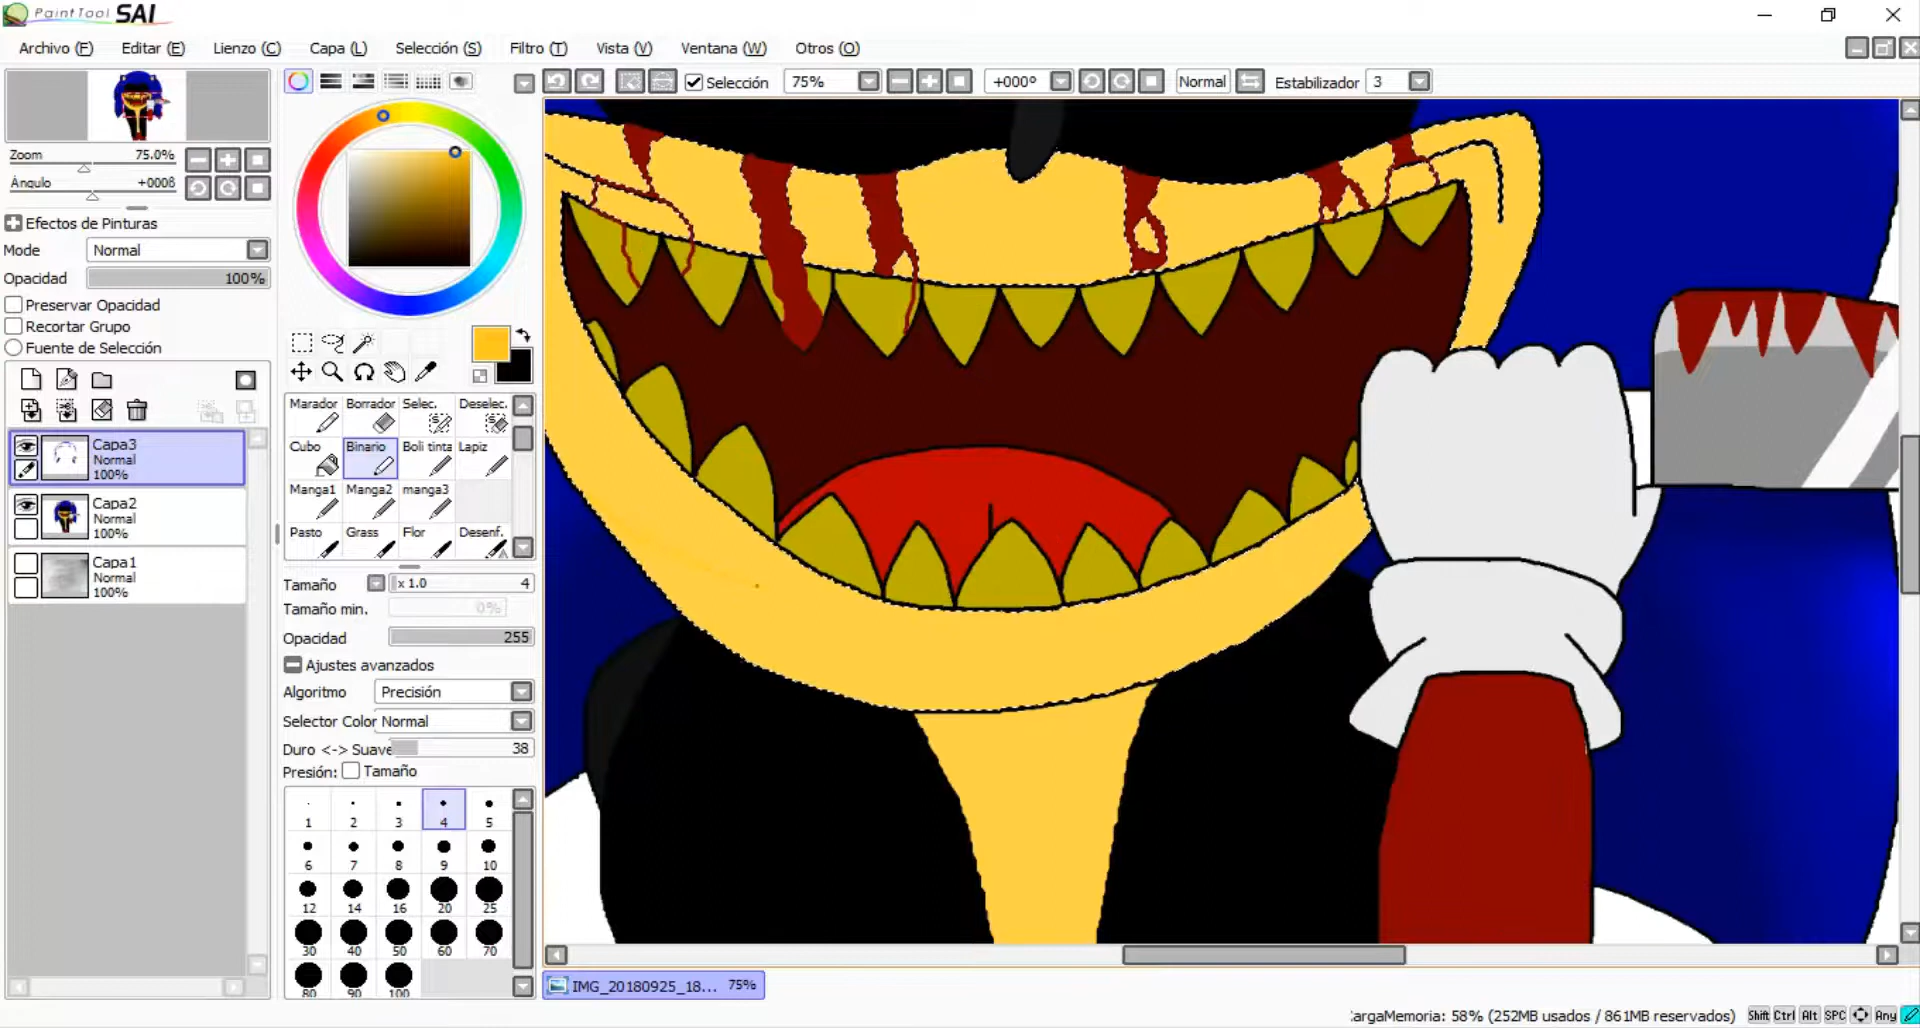 PaintTool SAI
Archivo (F) Editar (E) Lienzo (C) Capa (L) Selección (S) Filtro (T) Vista (V) Ventana (W) Otros (O)
Selección 75% +000º Normal Estabilizador 3
Zoom 75.0%
Ángulo +000ß
Efectos de Pinturas
Mode Normal
Opacidad 100%
Preservar Opacidad
Recortar Grupo
Fuente de Selección
Capa3
Normal
100%
Capa2
Normal
100%
Capa1
Normal
100%
Marador Borrador Selec. Deselec.
Cubo Binario Boli tinta Lapiz
Manga1 Manga2 manga3
Pasto Grass Flor Desenf.
Tamaño x 1.0 4
Tamaño min. 0%
Opacidad 255
Ajustes avanzados
Algoritmo Precisión
Selector Color Normal
Duro <-> Suave 38
Presión: Tamaño
1 2 3 4 5
6 7 8 9 10
12 14 16 20 25
30 40 50 60 70
80 90 100
IMG_20180925_18... 75%
CargaMemoria: 58% (252MB usados / 861MB reservados) Shift Ctrl Alt SPC Any